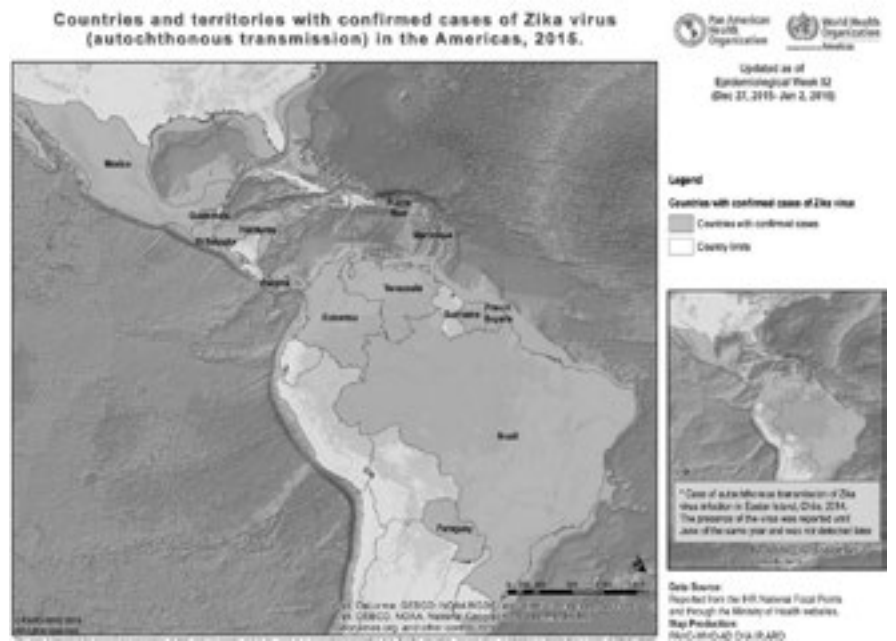 Countries and territories with confirmed cases of Zika virus
(autochthonous transmission) in the Americas, 2015.
Pan American
Health
Organization
World Health
Organization
Americas
Updated as of
Epidemiological Week 52
(Dec 27, 2015- Jan 2, 2016)
Legend
Countries with confirmed cases of Zika virus
Countries with confirmed cases
Country limits
Mexico
Guatemala
Honduras
El Salvador
Puerto
Rico
Martinique
Panama
Venezuela
Colombia
Suriname
French
Guyana
Brazil
Paraguay
* Case of autochthonous transmission of Zika
virus infection in Easter Island, Chile, 2014.
The presence of the virus was reported until
June of the same year and was not detected later
Data Source:
Reported from the IHR National Focal Points
and through the Ministry of Health websites.
Map Production: